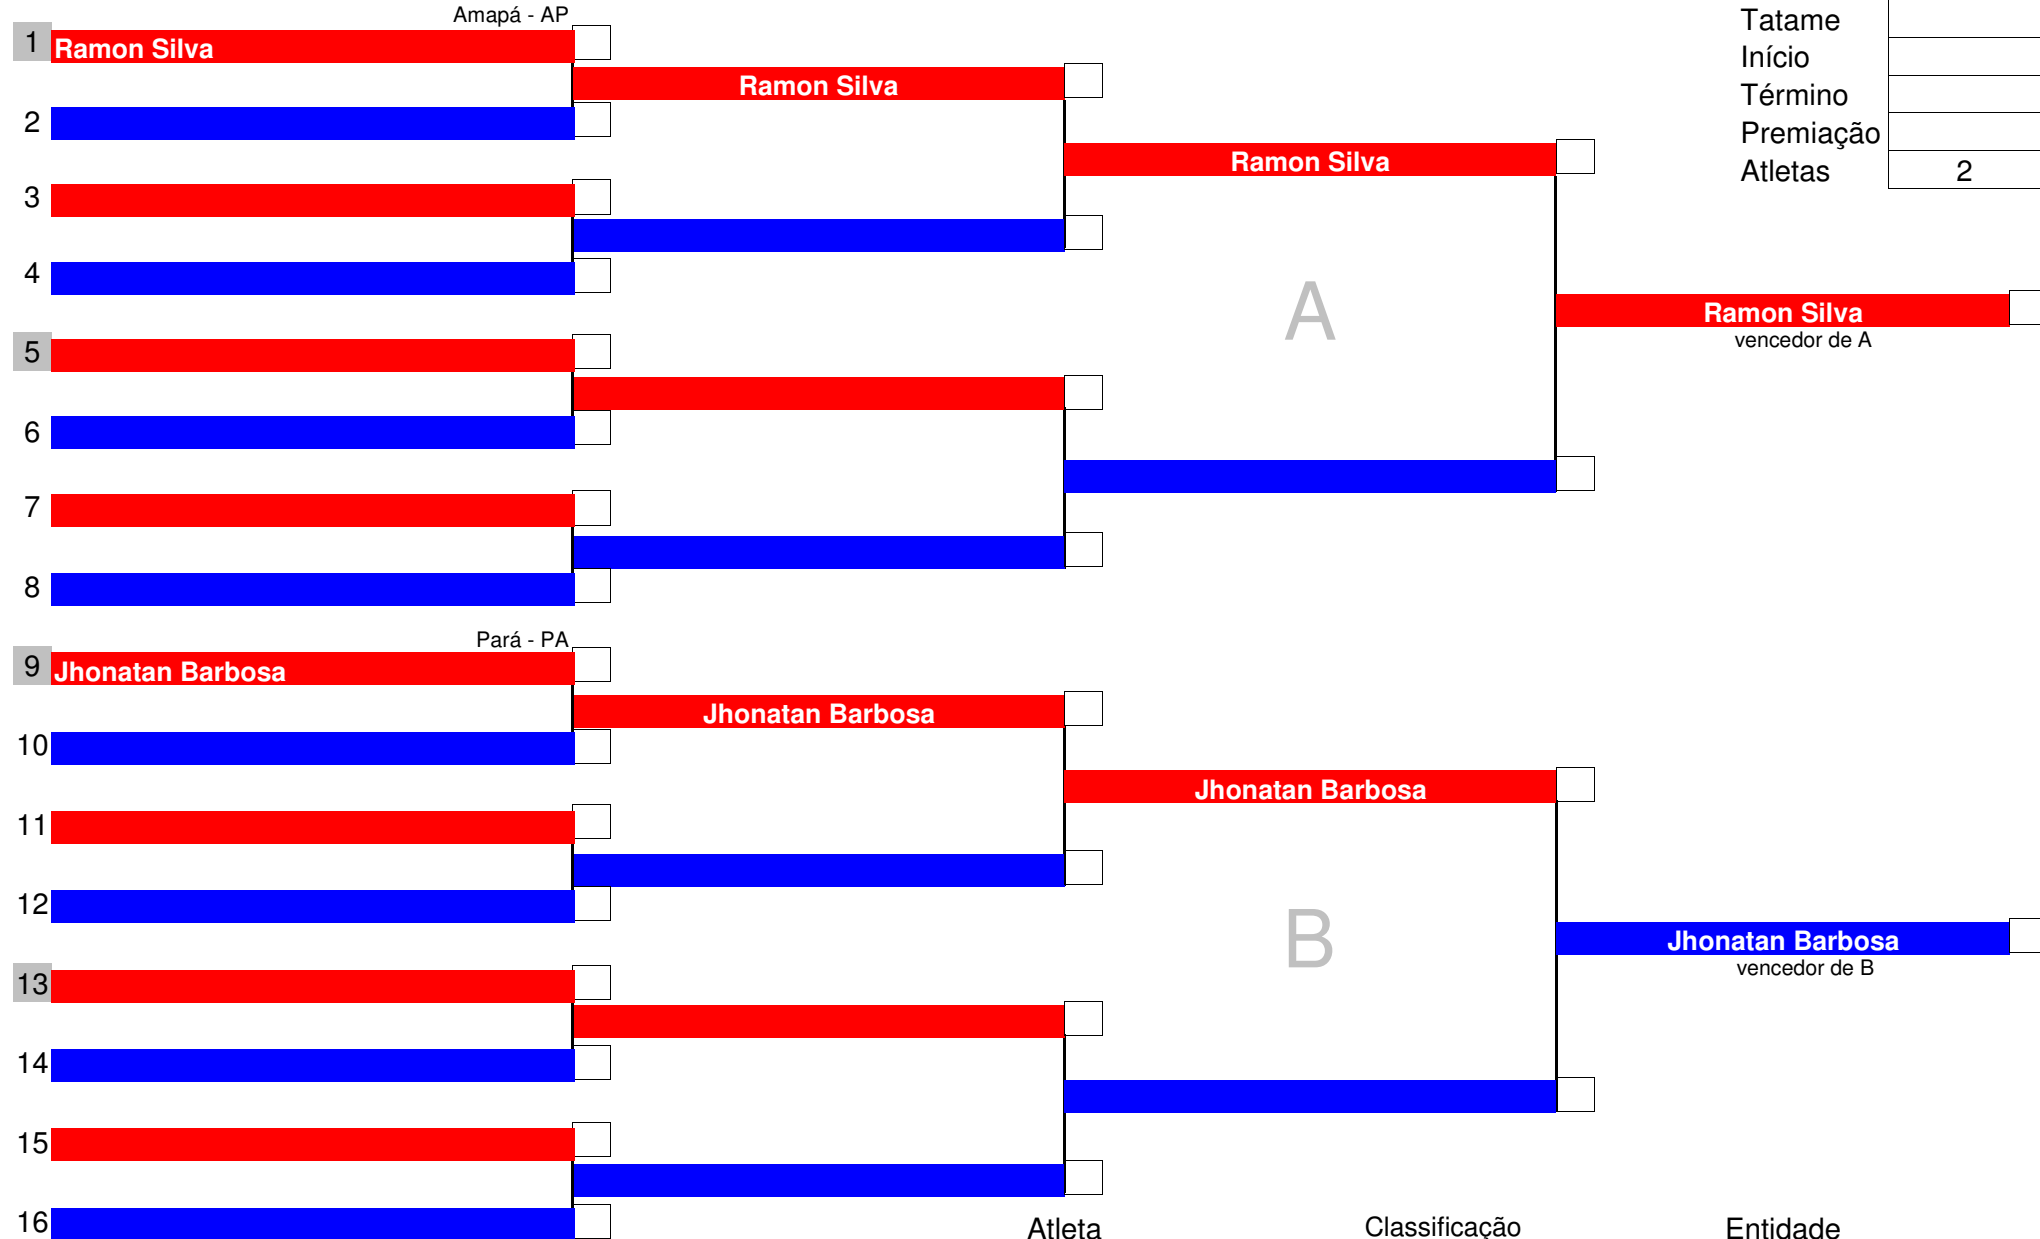 Amapá - AP
Tatame
1 Ramon Silva
Início
Ramon Silva
Término
2
Premiação
Ramon Silva
Atletas 2
3
4
Ramon Silva
A
vencedor de A
5
6
7
8
Pará - PA
9 Jhonatan Barbosa
Jhonatan Barbosa
10
Jhonatan Barbosa
11
12
B
Jhonatan Barbosa
vencedor de B
13
14
15
16
Atleta Classificação Entidade